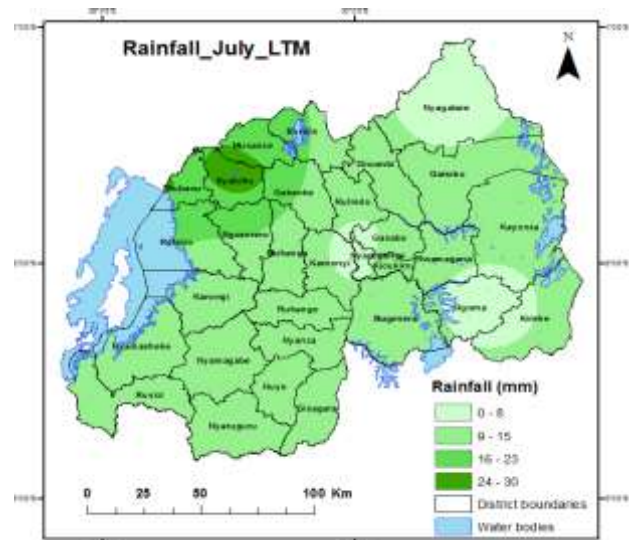 Rainfall_July_LTM
N
Nyagatare
Burera
Musanze
Gicumbi
Gatsibo
Nyabihu
Rubavu
Gakenke
Rulindo
Kayonza
Rutsiro
Ngororero
Gasabo
Muhanga
Kamonyi
Rwamagana
Karongi
Ruhango
Ngoma
Kirehe
Bugesera
Nyanza
Nyamasheke
Nyamagabe
Huye
Rusizi
Gisagara
Nyaruguru
Rainfall (mm)
0 - 8
9 - 15
16 - 23
24 - 30
District boundaries
Water bodies
0 25 50 100 Km